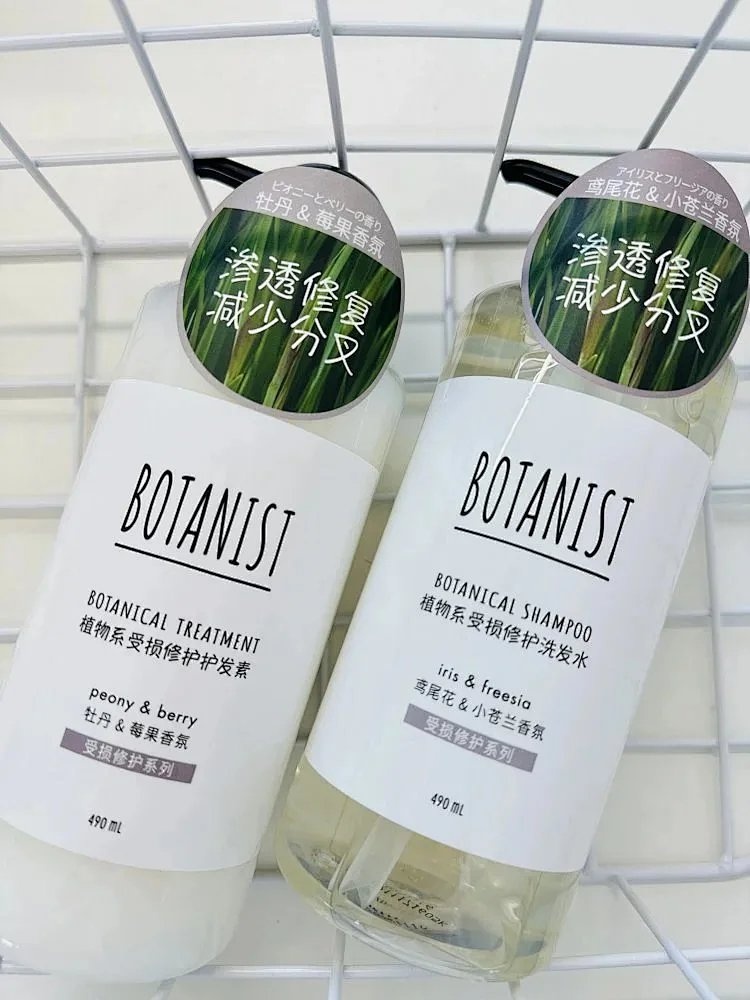 ピオニーとベリーの香り
牡丹 & 莓果香氛
渗透修复
减少分叉
BOTANIST
BOTANICAL TREATMENT
植物系受损修护护发素
peony & berry
牡丹 & 莓果香氛
受损修护系列
490 mL
アイリスとフリージアの香り
鸢尾花 & 小苍兰香氛
渗透修复
减少分叉
BOTANIST
BOTANICAL SHAMPOO
植物系受损修护洗发水
iris & freesia
鸢尾花 & 小苍兰香氛
受损修护系列
490 mL